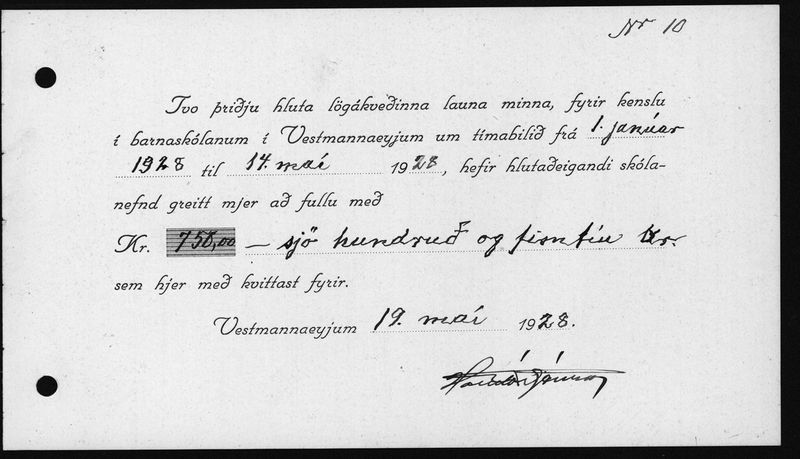 Nr 10
Tvo þriðju hluta lögákveðinna launa minna, fyrir kenslu
í barnaskólanum í Vestmannaeyjum um tímabilið frá 1. janúar
1928 til 14. maí 1928, hefir hlutaðeigandi skóla-
nefnd greitt mjer að fullu með
Kr. 750,00 — sjö hundruð og fimtíu kr.
sem hjer með kvittast fyrir.
Vestmannaeyjum 19. maí 1928.